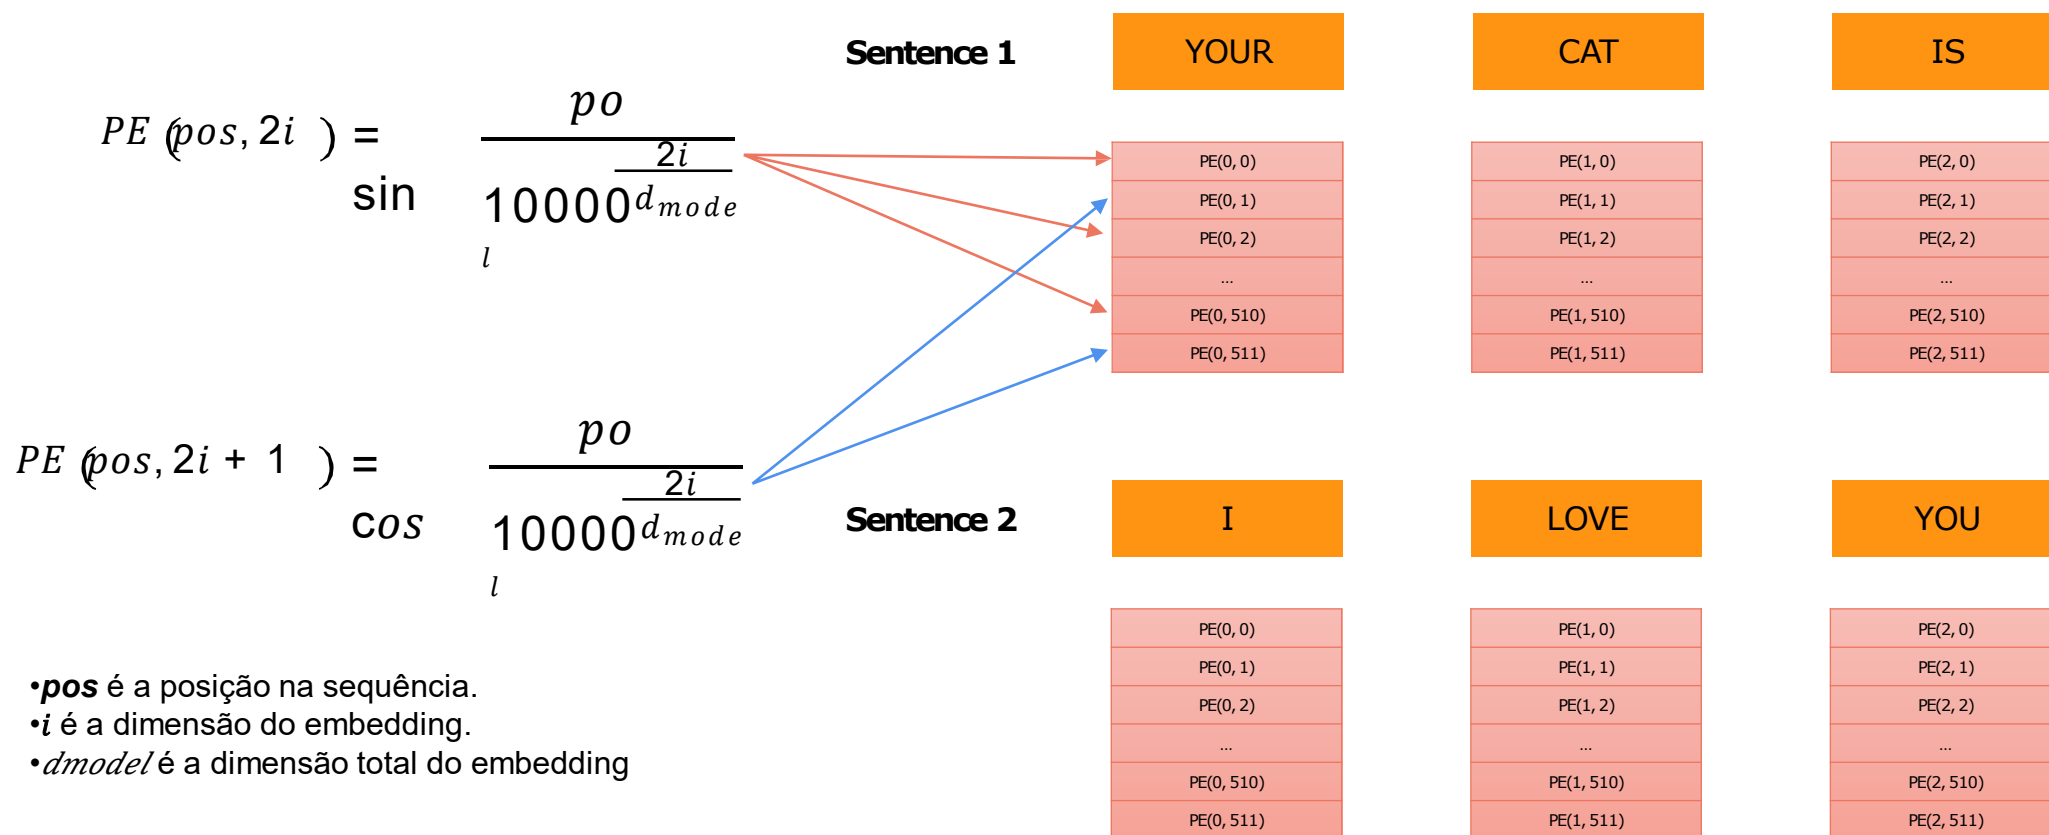 Sentence 1 YOUR CAT IS
PE (pos, 2i ) = sin po
2i
10000 dmode
l
PE(0, 0) PE(1, 0) PE(2, 0)
PE(0, 1) PE(1, 1) PE(2, 1)
PE(0, 2) PE(1, 2) PE(2, 2)
... ... ...
PE(0, 510) PE(1, 510) PE(2, 510)
PE(0, 511) PE(1, 511) PE(2, 511)
PE (pos, 2i + 1 ) = cos po
2i
10000 dmode
l
Sentence 2 I LOVE YOU
PE(0, 0) PE(1, 0) PE(2, 0)
PE(0, 1) PE(1, 1) PE(2, 1)
PE(0, 2) PE(1, 2) PE(2, 2)
... ... ...
PE(0, 510) PE(1, 510) PE(2, 510)
PE(0, 511) PE(1, 511) PE(2, 511)
•pos é a posição na sequência.
•i é a dimensão do embedding.
•dmodel é a dimensão total do embedding